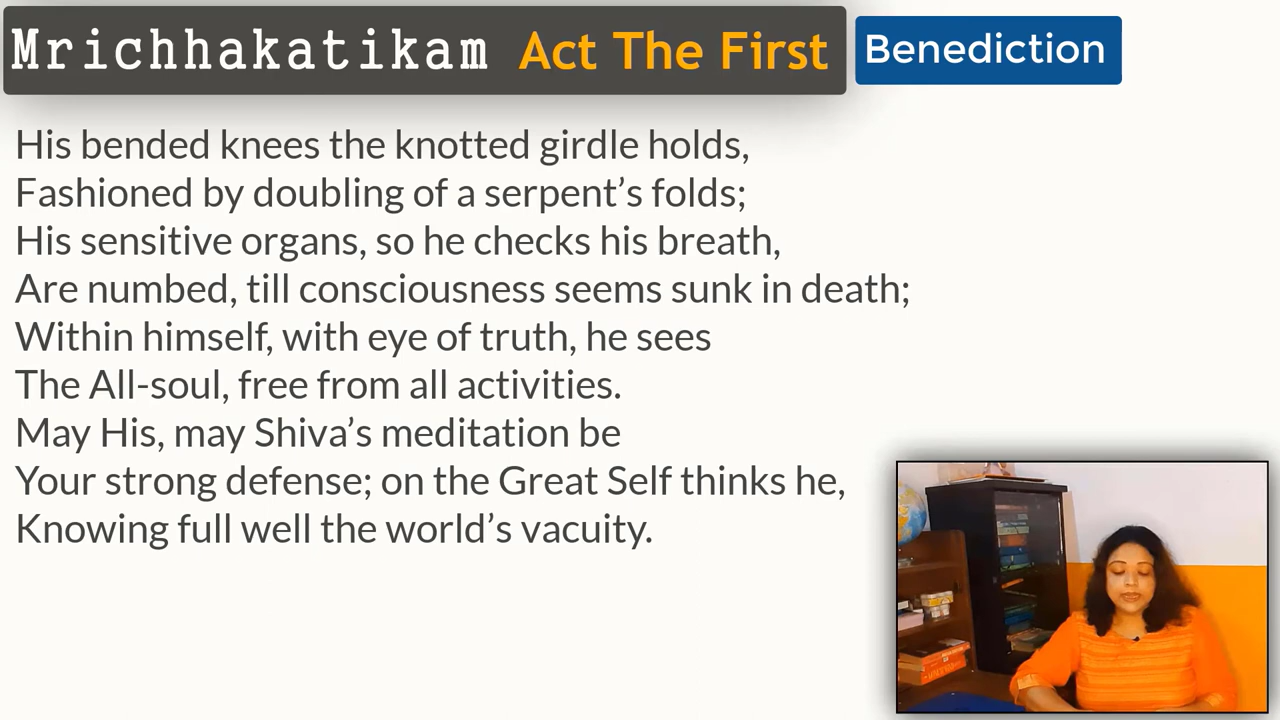 Mrichhakatikam Act The First Benediction
His bended knees the knotted girdle holds,
Fashioned by doubling of a serpent’s folds;
His sensitive organs, so he checks his breath,
Are numbed, till consciousness seems sunk in death;
Within himself, with eye of truth, he sees
The All-soul, free from all activities.
May His, may Shiva’s meditation be
Your strong defense; on the Great Self thinks he,
Knowing full well the world’s vacuity.